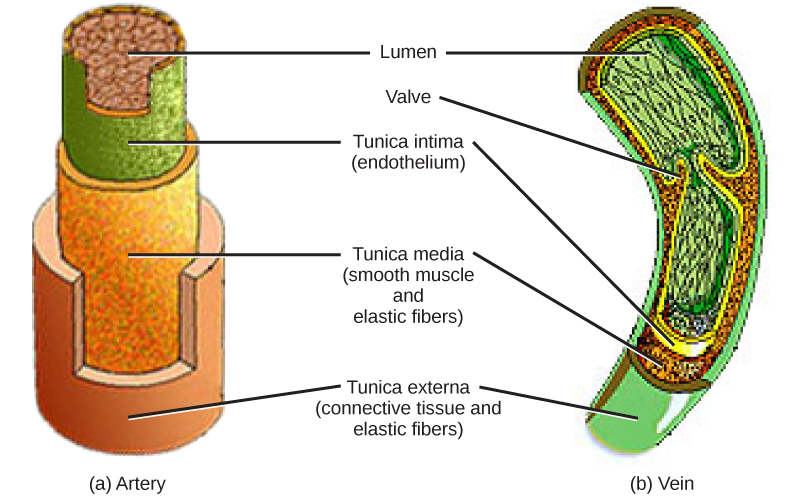 Lumen
Valve
Tunica intima
(endothelium)
Tunica media
(smooth muscle
and
elastic fibers)
Tunica externa
(connective tissue and
elastic fibers)
(a) Artery
(b) Vein